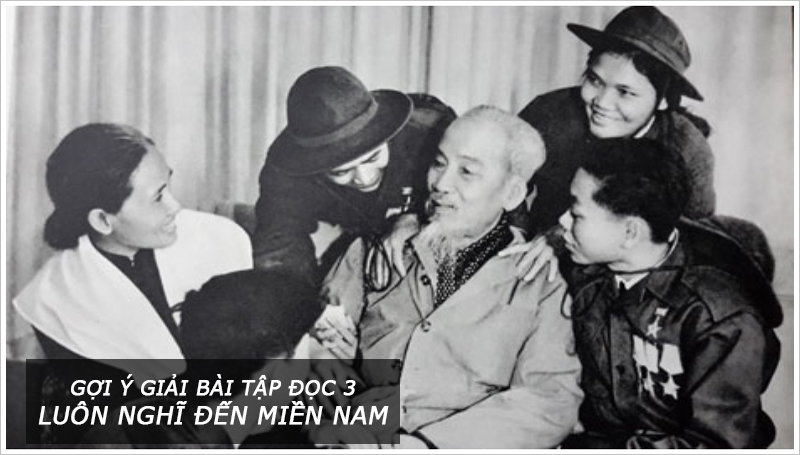 GỢI Ý GIẢI BÀI TẬP ĐỌC 3
LUÔN NGHĨ ĐẾN MIỀN NAM